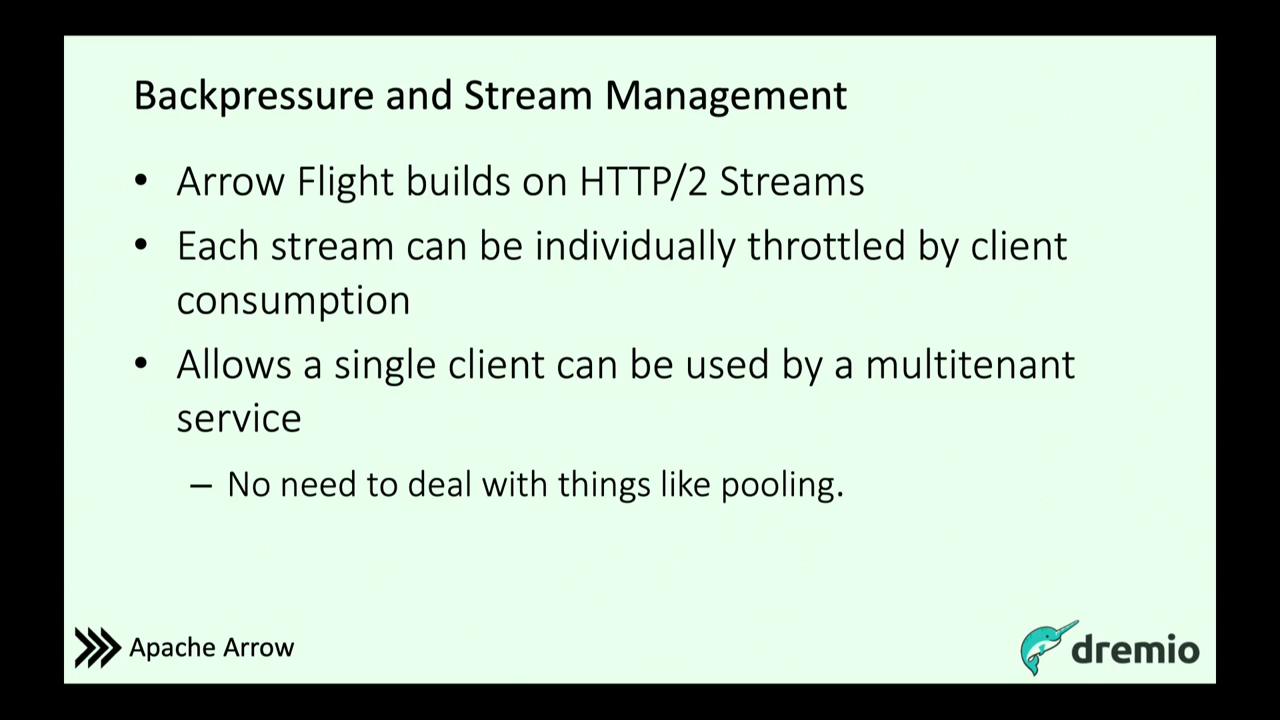 Backpressure and Stream Management
• Arrow Flight builds on HTTP/2 Streams
• Each stream can be individually throttled by client
consumption
• Allows a single client can be used by a multitenant
service
– No need to deal with things like pooling.
Apache Arrow
dremio